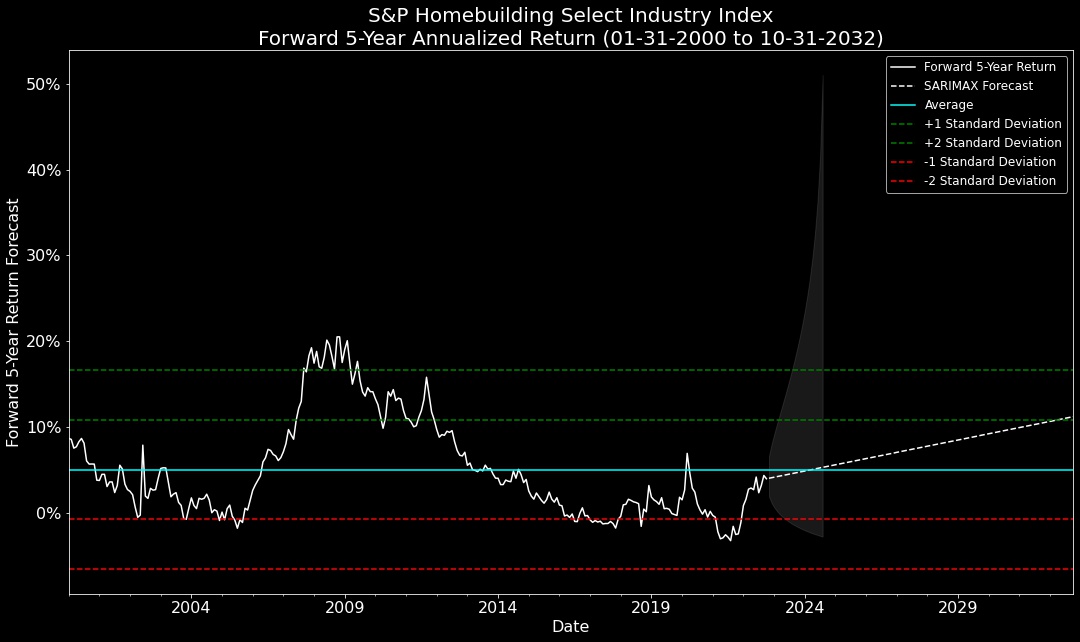 S&P Homebuilding Select Industry Index
Forward 5-Year Annualized Return (01-31-2000 to 10-31-2032)
Forward 5-Year Return
SARIMAX Forecast
Average
+1 Standard Deviation
+2 Standard Deviation
-1 Standard Deviation
-2 Standard Deviation
Forward 5-Year Return Forecast
50%
40%
30%
20%
10%
0%
2004
2009
2014
2019
2024
2029
Date